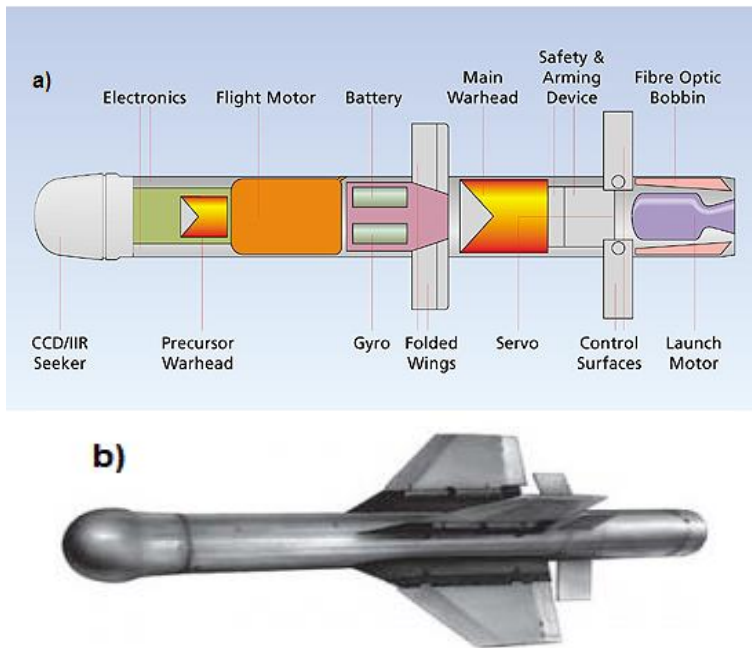 a)
Electronics Flight Motor Battery Main Warhead Safety & Arming Device Fibre Optic Bobbin
CCD/IIR Seeker Precursor Warhead Gyro Folded Wings Servo Control Surfaces Launch Motor
b)